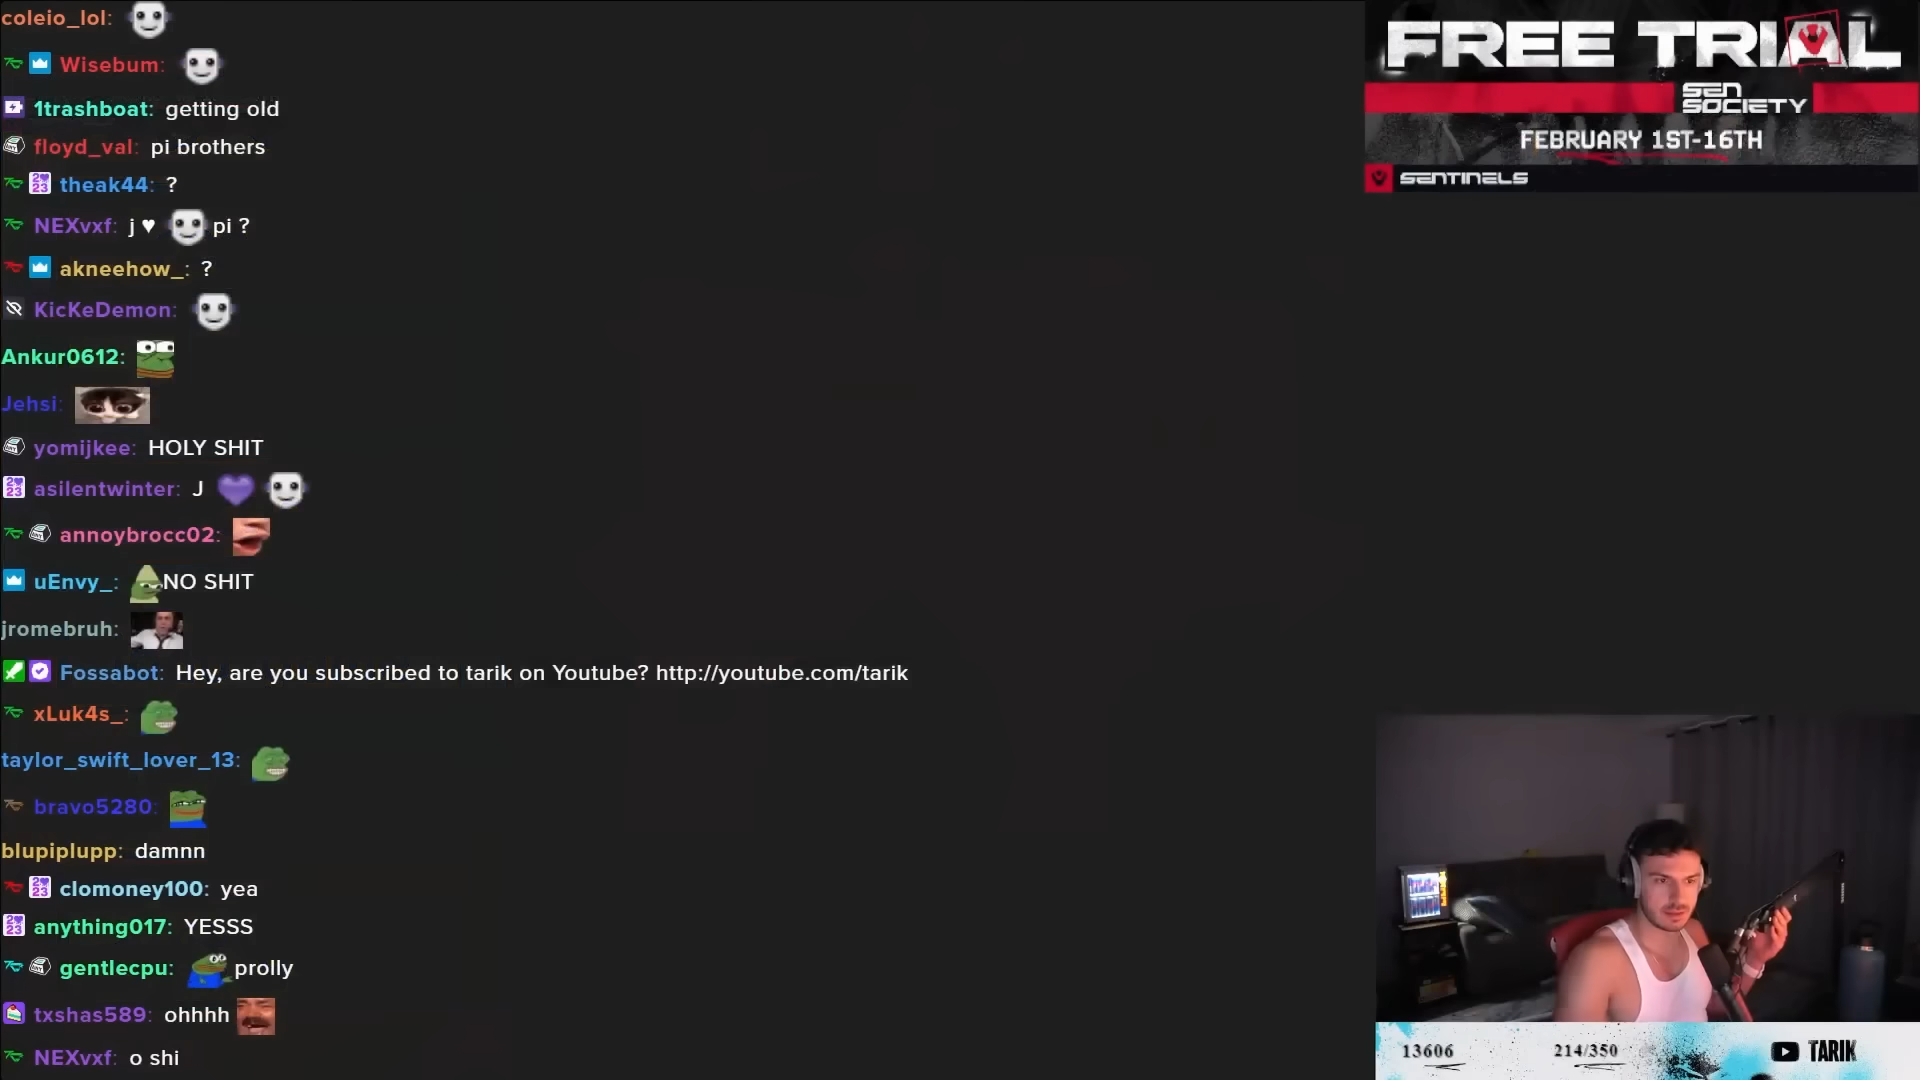 coleio_lol:
Wisebum:
1trashboat: getting old
floyd_val: pi brothers
theak44: ?
NEXvxf: j ♥ pi ?
akneehow_: ?
KicKeDemon:
Ankur0612:
Jehsi:
yomijkee: HOLY SHIT
asilentwinter: J
annoybrocc02:
uEnvy_: NO SHIT
jromebruh:
Fossabot: Hey, are you subscribed to tarik on Youtube? http://youtube.com/tarik
xLuk4s_:
taylor_swift_lover_13:
bravo5280:
blupiplupp: damnn
clomoney100: yea
anything017: YESSS
gentlecpu: prolly
txshas589: ohhhh
NEXvxf: o shi
FREE TRIAL
SEN
SOCIETY
FEBRUARY 1ST-16TH
SENTINELS
13606
214/350
TARIK